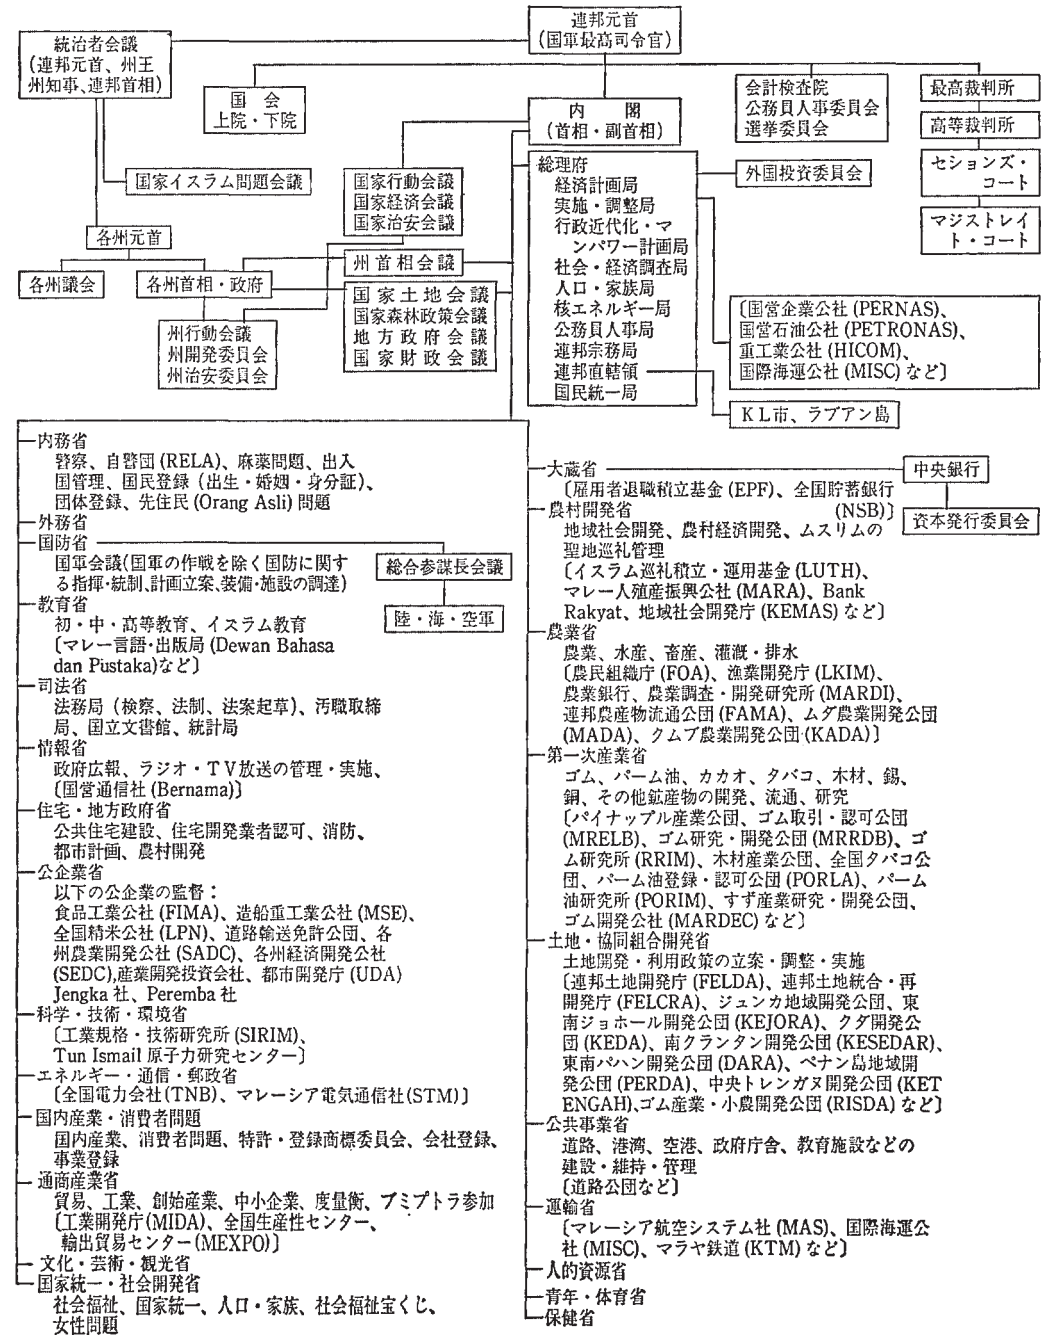 連邦元首
(国軍最高司令官)
統治者会議
(連邦元首、州王
州知事、連邦首相)
国　会
上院・下院
内　閣
(首相・副首相)
会計検査院
公務員人事委員会
選挙委員会
最高裁判所
高等裁判所
セションズ・
コート
マジストレイ
ト・コート
国家イスラム問題会議
国家行動会議
国家経済会議
国家治安会議
総理府
経済計画局
実施・調整局
行政近代化・マ
ンパワー計画局
社会・経済調査局
人口・家族局
核エネルギー局
公務員人事局
連邦宗務局
連邦直轄領
国民統一局
外国投資委員会
各州元首
各州議会
各州首相・政府
州首相会議
国家土地会議
国家森林政策会議
地方政府会議
国家財政会議
州行動会議
州開発委員会
州治安委員会
〔国営企業公社(PERNAS)、
国営石油公社(PETRONAS)、
重工業公社(HICOM)、
国際海運公社(MISC)など〕
KL市、ラブアン島
内務省
警察、自警団(RELA)、麻薬問題、出入
国管理、国民登録(出生・婚姻・身分証)、
団体登録、先住民(Orang Asli)問題
外務省
国防省
国軍会議(国軍の作戦を除く国防に関す
る指揮・統制、計画立案、装備・施設の調達)
総合参謀長会議
陸・海・空軍
教育省
初・中・高等教育、イスラム教育
〔マレー言語・出版局(Dewan Bahasa
dan Pustaka)など〕
司法省
法務局(検察、法制、法案起草)、汚職取締
局、国立文書館、統計局
情報省
政府広報、ラジオ・TV放送の管理・実施、
〔国営通信社(Bernama)〕
住宅・地方政府省
公共住宅建設、住宅開発業者認可、消防、
都市計画、農村開発
公企業省
以下の公企業の監督：
食品工業公社(FIMA)、造船重工業公社(MSE)、
全国精米公社(LPN)、道路輸送免許公団、各
州農業開発公社(SADC)、各州経済開発公社
(SEDC),産業開発投資会社、都市開発庁(UDA)
Jengka社、Peremba社
科学・技術・環境省
〔工業規格・技術研究所(SIRIM)、
Tun Ismail原子力研究センター〕
エネルギー・通信・郵政省
〔全国電力会社(TNB)、マレーシア電気通信社(STM)〕
国内産業・消費者問題
国内産業、消費者問題、特許・登録商標委員会、会社登録、
事業登録
通商産業省
貿易、工業、創始産業、中小企業、度量衡、ブミプトラ参加
〔工業開発庁(MIDA)、全国生産性センター、
輸出貿易センター(MEXPO)〕
文化・芸術・観光省
国家統一・社会開発省
社会福祉、国家統一、人口・家族、社会福祉宝くじ、
女性問題
大蔵省
中央銀行
〔雇用者退職積立基金(EPF)、全国貯蓄銀行
(NSB)〕
資本発行委員会
農村開発省
地域社会開発、農村経済開発、ムスリムの
聖地巡礼管理
〔イスラム巡礼積立・運用基金(LUTH)、
マレー人殖産振興公社(MARA)、Bank
Rakyat、地域社会開発庁(KEMAS)など〕
農業省
農業、水産、畜産、灌漑・排水
〔農民組織庁(FOA)、漁業開発庁(LKIM)、
農業銀行、農業調査・開発研究所(MARDI)、
連邦農産物流通公団(FAMA)、ムダ農業開発公団
(MADA)、クムブ農業開発公団(KADA)〕
第一次産業省
ゴム、パーム油、カカオ、タバコ、木材、錫、
銅、その他鉱産物の開発、流通、研究
〔パイナップル産業公団、ゴム取引・認可公団
(MRELB)、ゴム研究・開発公団(MRRDB)、ゴ
ム研究所(RRIM)、木材産業公団、全国タバコ公
団、パーム油登録・認可公団(PORLA)、パーム
油研究所(PORIM)、すず産業研究・開発公団、
ゴム開発公社(MARDEC)など〕
土地・協同組合開発省
土地開発・利用政策の立案・調整・実施
〔連邦土地開発庁(FELDA)、連邦土地統合・再
開発庁(FELCRA)、ジェンカ地域開発公団、東
南ジョホール開発公団(KEJORA)、クダ開発公
団(KEDA)、南クランタン開発公団(KESEDAR)、
東南パハン開発公団(DARA)、ペナン島地域開
発公団(PERDA)、中央トレンガヌ開発公団(KET
ENGAH)、ゴム産業・小農開発公団(RISDA)など〕
公共事業省
道路、港湾、空港、政府庁舎、教育施設などの
建設・維持・管理
〔道路公団など〕
運輸省
〔マレーシア航空システム社(MAS)、国際海運公
社(MISC)、マラヤ鉄道(KTM)など〕
人的資源省
青年・体育省
保健省